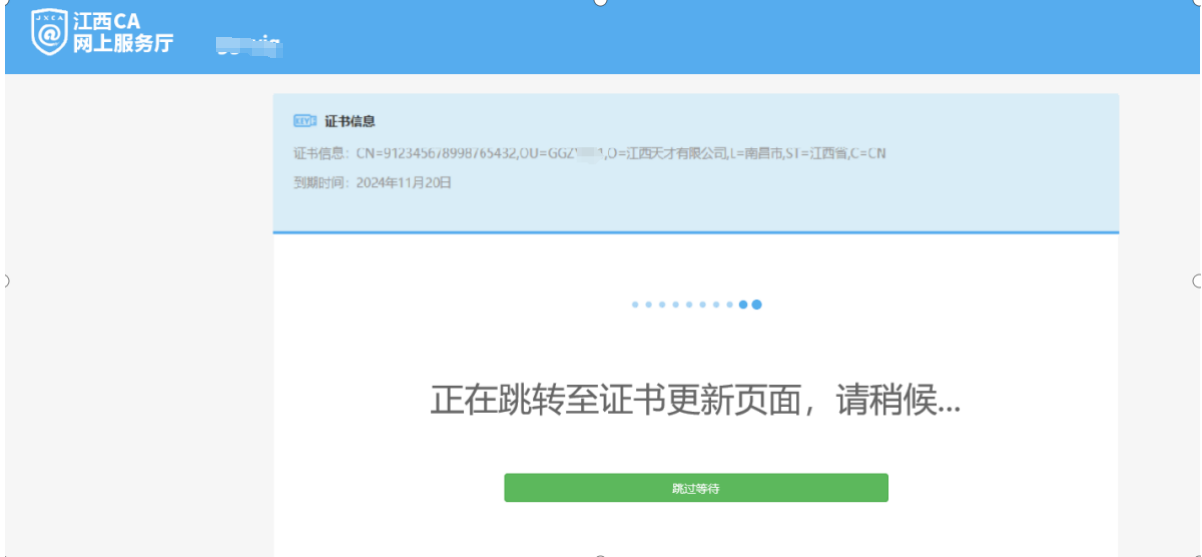 JXCA
江西CA
网上服务厅
证书信息
证书信息：CN=912345678998765432,OU=GGZ 1,O=江西天才有限公司,L=南昌市,ST=江西省,C=CN
到期时间：2024年11月20日
正在跳转至证书更新页面，请稍候...
跳过等待